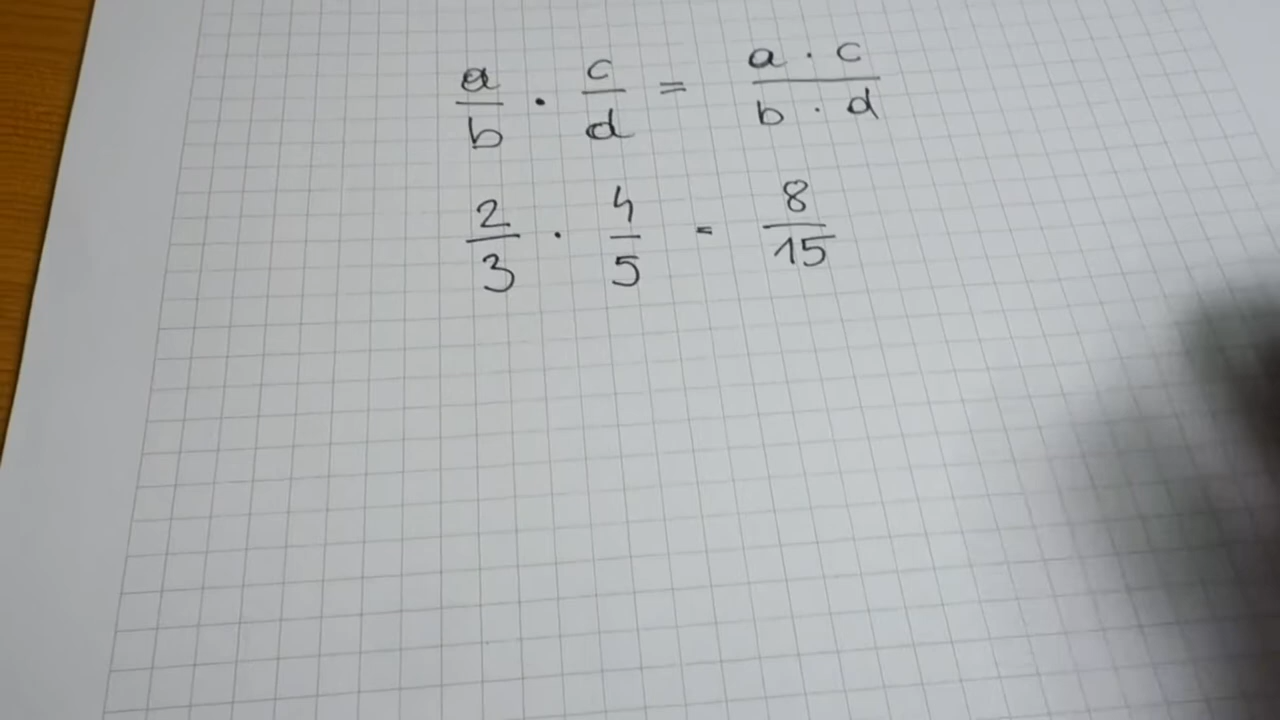 a/b · c/d = a · c / b · d
2/3 · 4/5 = 8/15